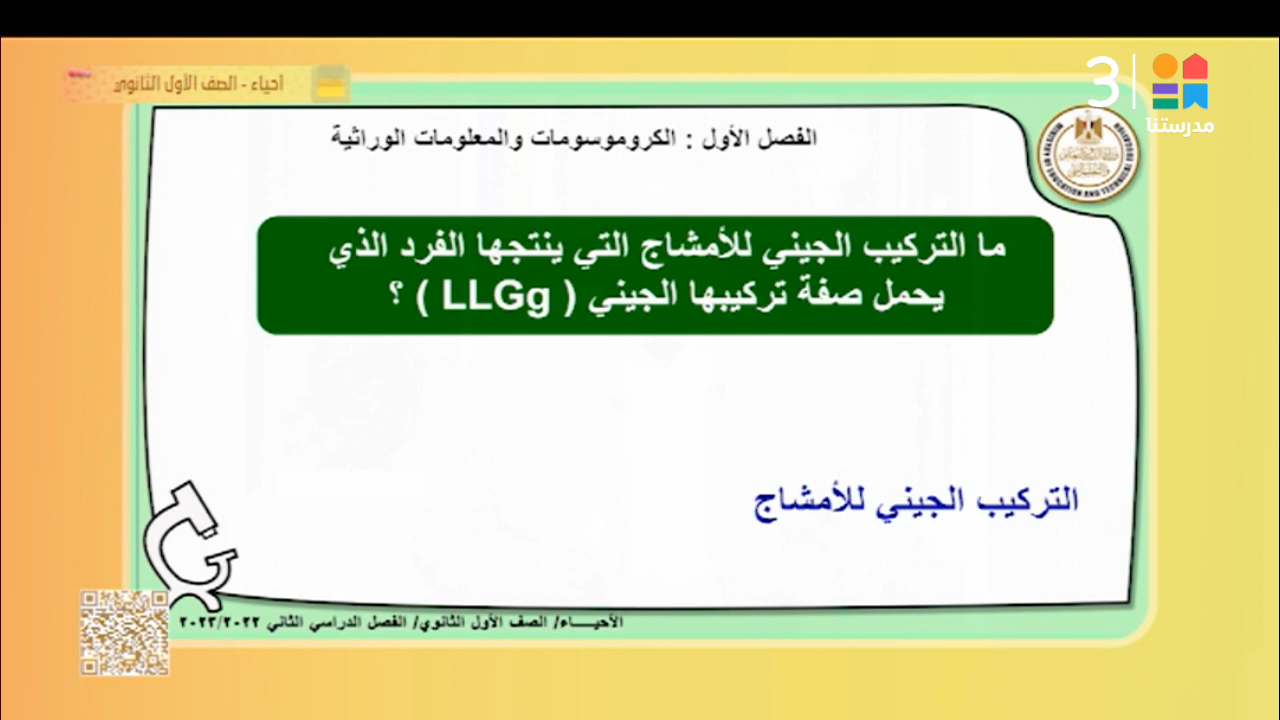 3
مدرستنا
أحياء - الصف الأول الثانوي
الفصل الأول : الكروموسومات والمعلومات الوراثية
ما التركيب الجيني للأمشاج التي ينتجها الفرد الذي
يحمل صفة تركيبها الجيني ( LLGg ) ؟
التركيب الجيني للأمشاج
الأحيـــاء/ الصف الأول الثانوي/ الفصل الدراسي الثاني ٢٠٢٣/٢٠٢٢